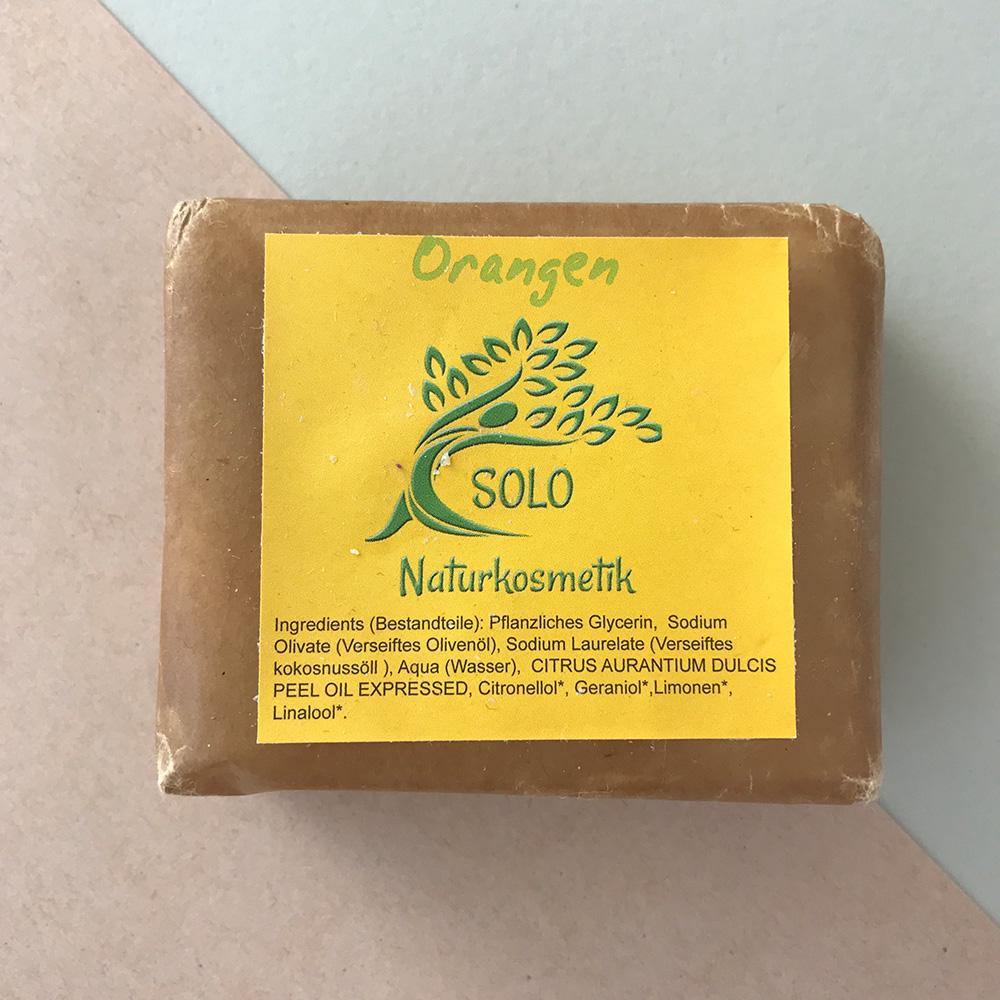 Orangen
SOLO
Naturkosmetik
Ingredients (Bestandteile): Pflanzliches Glycerin, Sodium
Olivate (Verseiftes Olivenöl), Sodium Laurelate (Verseiftes
kokosnussöll ), Aqua (Wasser), CITRUS AURANTIUM DULCIS
PEEL OIL EXPRESSED, Citronellol*, Geraniol*,Limonen*,
Linalool*.